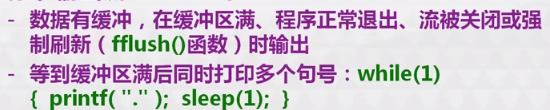 - 数据有缓冲，在缓冲区满、程序正常退出、流被关闭或强
制刷新（fflush()函数）时输出
- 等到缓冲区满后同时打印多个句号：while(1)
{ printf( "." ); sleep(1); }